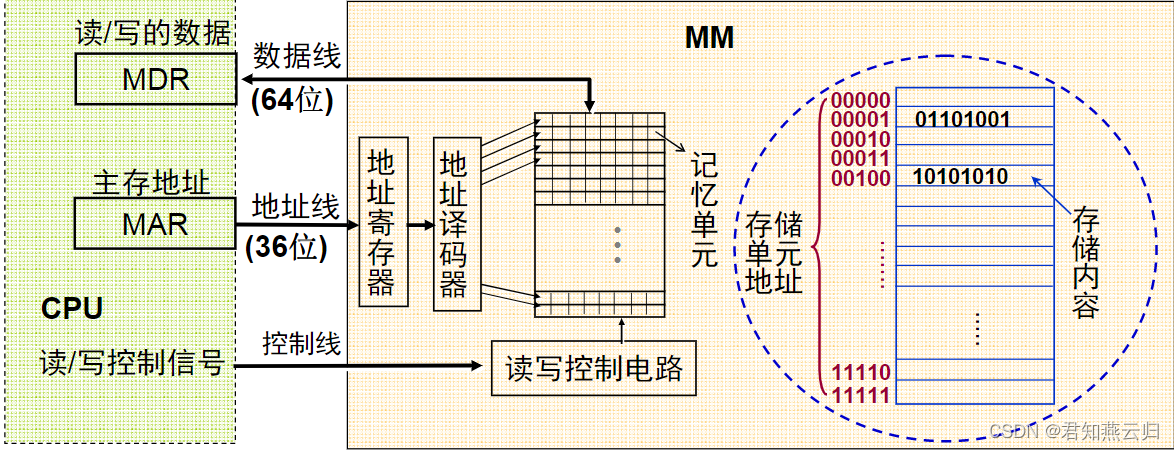 读/写的数据
MDR
数据线
(64位)
MM
主存地址
MAR
地址线
(36位)
地址寄存器
地址译码器
记忆单元
CPU
读/写控制信号
控制线
读写控制电路
存储
单元
地址
00000
00001
00010
00011
00100
11110
11111
01101001
10101010
存储内容
CSDN @君知燕云归